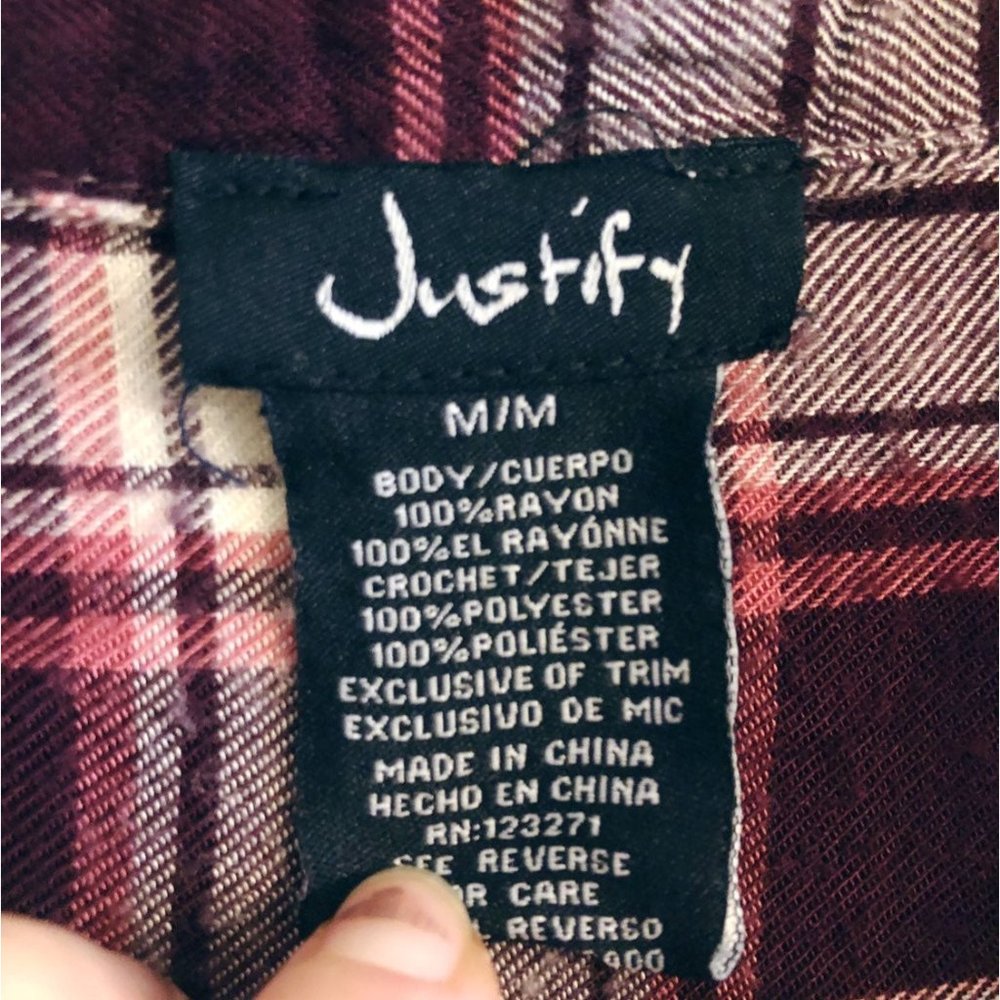 Justify
M/M
BODY/CUERPO
100%RAYON
100%EL RAYÓNNE
CROCHET/TEJER
100%POLYESTER
100%POLIÉSTER
EXCLUSIVE OF TRIM
EXCLUSIVO DE MIC
MADE IN CHINA
HECHO EN CHINA
RN:123271
SEE REVERSE
CARE
REVERSO